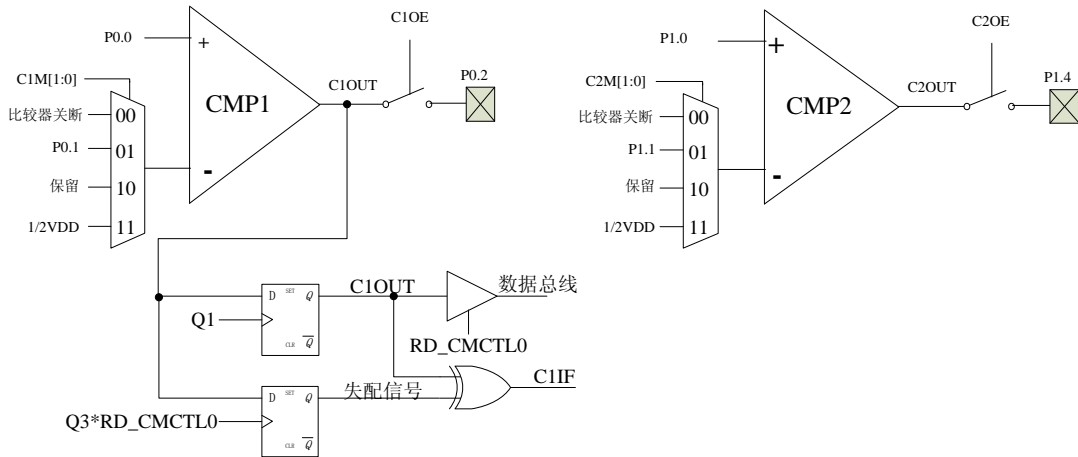 C1OE
P0.0
+
C1M[1:0]
CMP1
C1OUT
P0.2
比较器关断
00
P0.1
01
保留
10
-
1/2VDD
11
C2OE
P1.0
+
C2M[1:0]
CMP2
C2OUT
P1.4
比较器关断
00
P1.1
01
保留
10
-
1/2VDD
11
D
SET
Q
C1OUT
数据总线
Q1
CLR
Q
RD_CMCTL0
D
SET
Q
失配信号
C1IF
Q3*RD_CMCTL0
CLR
Q